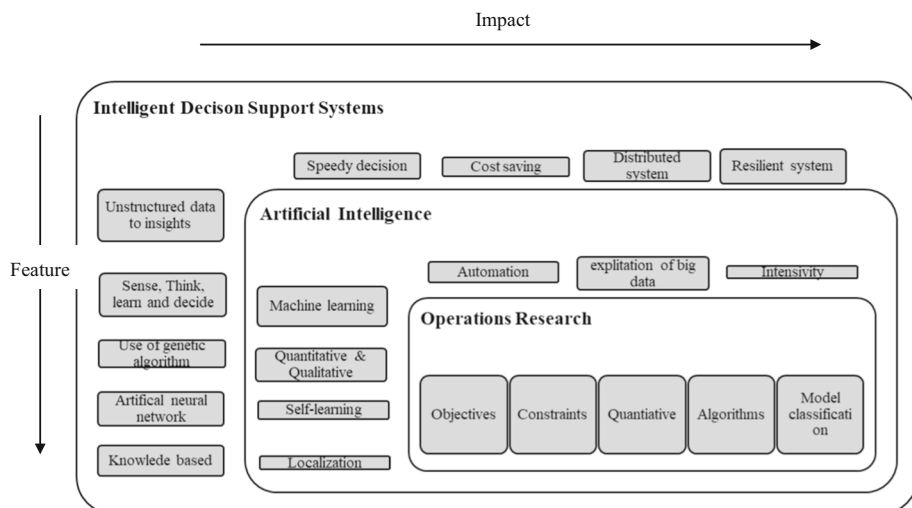 Impact
Intelligent Decison Support Systems
Speedy decision
Cost saving
Distributed
system
Resilient system
Unstructured data
to insights
Artificial Intelligence
Feature
Automation
explitation of big
data
Intensivity
Sense, Think,
learn and decide
Machine learning
Operations Research
Use of genetic
algorithm
Quantitative &
Qualitative
Artifical neural
network
Self-learning
Objectives
Constraints
Quantiative
Algorithms
Model
classificati
on
Knowlede based
Localization